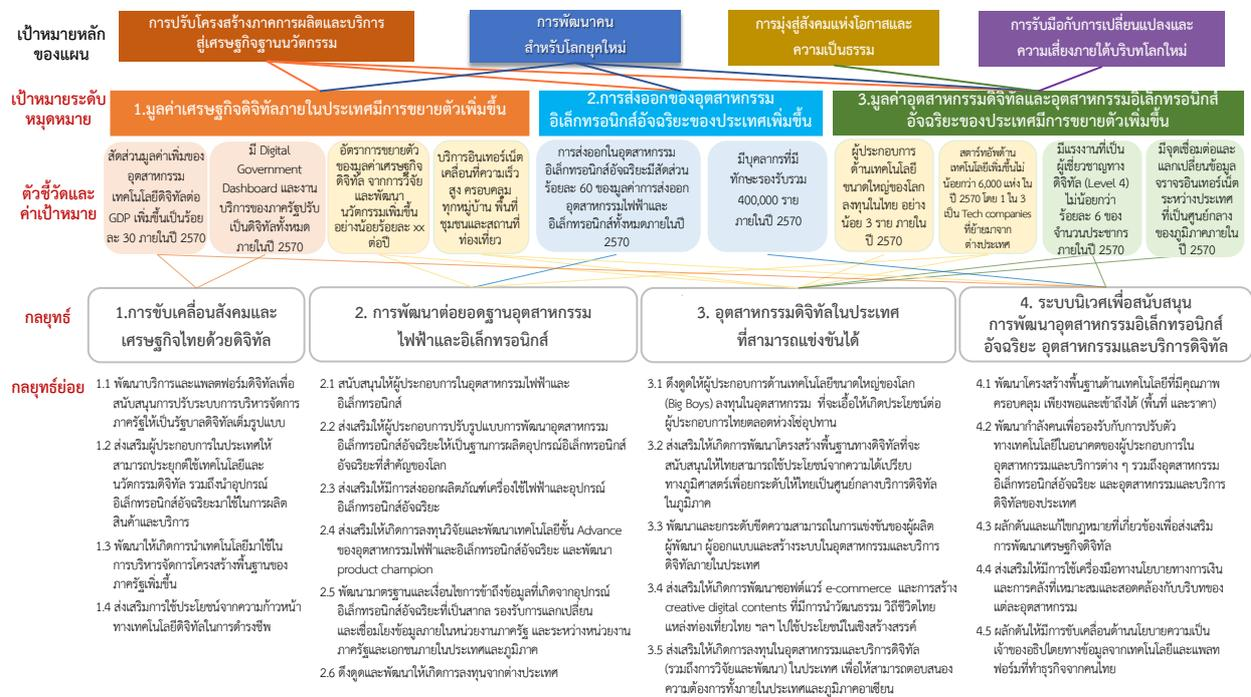 เป้าหมายหลัก
ของแผน
การปรับโครงสร้างภาคการผลิตและบริการ
สู่เศรษฐกิจฐานนวัตกรรม
การพัฒนาคน
สำหรับโลกยุคใหม่
การมุ่งสู่สังคมแห่งโอกาสและ
ความเป็นธรรม
การรับมือกับการเปลี่ยนแปลงและ
ความเสี่ยงภายใต้บริบทโลกใหม่
เป้าหมายระดับ
หมุดหมาย
1.มูลค่าเศรษฐกิจดิจิทัลภายในประเทศมีการขยายตัวเพิ่มขึ้น
2.การส่งออกของอุตสาหกรรม
อิเล็กทรอนิกส์อัจฉริยะของประเทศเพิ่มขึ้น
3.มูลค่าอุตสาหกรรมดิจิทัลและอุตสาหกรรมอิเล็กทรอนิกส์
อัจฉริยะของประเทศมีการขยายตัวเพิ่มขึ้น
ตัวชี้วัดและ
ค่าเป้าหมาย
สัดส่วนมูลค่าเพิ่มของ
อุตสาหกรรม
เทคโนโลยีดิจิทัลต่อ
GDP เพิ่มขึ้นเป็นร้อย
ละ 30 ภายในปี 2570
มี Digital
Government
Dashboard และงาน
บริการของภาครัฐปรับ
เป็นดิจิทัลทั้งหมด
ภายในปี 2570
อัตราการขยายตัว
ของมูลค่าเศรษฐกิจ
ดิจิทัล จากการวิจัย
และพัฒนา
นวัตกรรมเพิ่มขึ้น
อย่างน้อยร้อยละ xx
ต่อปี
บริการอินเทอร์เน็ต
เคลื่อนที่ความเร็ว
สูง ครอบคลุม
ทุกหมู่บ้าน พื้นที่
ชุมชนและสถานที่
ท่องเที่ยว
การส่งออกในอุตสาหกรรม
อิเล็กทรอนิกส์อัจฉริยะมีสัดส่วน
ร้อยละ 60 ของมูลค่าการส่งออก
อุตสาหกรรมไฟฟ้าและ
อิเล็กทรอนิกส์ทั้งหมดภายในปี
2570
มีบุคลากรที่มี
ทักษะรองรับรวม
400,000 ราย
ภายในปี 2570
ผู้ประกอบการ
ด้านเทคโนโลยี
ขนาดใหญ่ของโลก
ลงทุนในไทย อย่าง
น้อย 3 ราย ภายใน
ปี 2570
สตาร์ทอัพด้าน
เทคโนโลยีเพิ่มขึ้นไม่
น้อยกว่า 6,000 แห่ง ใน
ปี 2570 โดย 1 ใน 3
เป็น Tech companies
ที่ย้ายมาจาก
ต่างประเทศ
มีแรงงานที่เป็น
ผู้เชี่ยวชาญทาง
ดิจิทัล (Level 4)
ไม่น้อยกว่า
ร้อยละ 6 ของ
จำนวนประชากร
ภายในปี 2570
มีจุดเชื่อมต่อและ
แลกเปลี่ยนข้อมูล
จราจรอินเทอร์เน็ต
ระหว่างประเทศ
ที่เป็นศูนย์กลาง
ของภูมิภาคภายใน
ปี 2570
กลยุทธ์
1.การขับเคลื่อนสังคมและ
เศรษฐกิจไทยด้วยดิจิทัล
2. การพัฒนาต่อยอดฐานอุตสาหกรรม
ไฟฟ้าและอิเล็กทรอนิกส์
3. อุตสาหกรรมดิจิทัลในประเทศ
ที่สามารถแข่งขันได้
4. ระบบนิเวศเพื่อสนับสนุน
การพัฒนาอุตสาหกรรมอิเล็กทรอนิกส์
อัจฉริยะ อุตสาหกรรมและบริการดิจิทัล
กลยุทธ์ย่อย
1.1 พัฒนาบริการและแพลตฟอร์มดิจิทัลเพื่อ
สนับสนุนการปรับระบบการบริหารจัดการ
ภาครัฐให้เป็นรัฐบาลดิจิทัลเต็มรูปแบบ
1.2 ส่งเสริมผู้ประกอบการในประเทศให้
สามารถประยุกต์ใช้เทคโนโลยีและ
นวัตกรรมดิจิทัล รวมถึงนำอุปกรณ์
อิเล็กทรอนิกส์อัจฉริยะมาใช้ในการผลิต
สินค้าและบริการ
1.3 พัฒนาให้เกิดการนำเทคโนโลยีมาใช้ใน
การบริหารจัดการโครงสร้างพื้นฐานของ
ภาครัฐเพิ่มขึ้น
1.4 ส่งเสริมการใช้ประโยชน์จากความก้าวหน้า
ทางเทคโนโลยีดิจิทัลในการดำรงชีพ
2.1 สนับสนุนให้ผู้ประกอบการในอุตสาหกรรมไฟฟ้าและ
อิเล็กทรอนิกส์
2.2 ส่งเสริมให้ผู้ประกอบการปรับรูปแบบการพัฒนาอุตสาหกรรม
อิเล็กทรอนิกส์อัจฉริยะให้เป็นฐานการผลิตอุปกรณ์อิเล็กทรอนิกส์
อัจฉริยะที่สำคัญของโลก
2.3 ส่งเสริมให้มีการส่งออกผลิตภัณฑ์เครื่องใช้ไฟฟ้าและอุปกรณ์
อิเล็กทรอนิกส์อัจฉริยะ
2.4 ส่งเสริมให้เกิดการลงทุนวิจัยและพัฒนาเทคโนโลยีขั้น Advance
ของอุตสาหกรรมไฟฟ้าและอิเล็กทรอนิกส์อัจฉริยะ และพัฒนา
product champion
2.5 พัฒนามาตรฐานและเงื่อนไขการเข้าถึงข้อมูลที่เกิดจากอุปกรณ์
อิเล็กทรอนิกส์อัจฉริยะที่เป็นสากล รองรับการแลกเปลี่ยน
และเชื่อมโยงข้อมูลภายในหน่วยงานภาครัฐ และระหว่างหน่วยงาน
ภาครัฐและเอกชนภายในประเทศและภูมิภาค
2.6 ดึงดูดและพัฒนาให้เกิดการลงทุนจากต่างประเทศ
3.1 ดึงดูดให้ผู้ประกอบการด้านเทคโนโลยีขนาดใหญ่ของโลก
(Big Boys) ลงทุนในอุตสาหกรรม ที่จะเอื้อให้เกิดประโยชน์ต่อ
ผู้ประกอบการไทยตลอดห่วงโซ่อุปทาน
3.2 ส่งเสริมให้เกิดการพัฒนาโครงสร้างพื้นฐานทางดิจิทัลที่จะ
สนับสนุนให้ไทยสามารถใช้ประโยชน์จากความได้เปรียบ
ทางภูมิศาสตร์เพื่อยกระดับให้ไทยเป็นศูนย์กลางบริการดิจิทัล
ในภูมิภาค
3.3 พัฒนาและยกระดับขีดความสามารถในการแข่งขันของผู้ผลิต
ผู้พัฒนา ผู้ออกแบบและสร้างระบบในอุตสาหกรรมและบริการ
ดิจิทัลภายในประเทศ
3.4 ส่งเสริมให้เกิดการพัฒนาซอฟต์แวร์ e-commerce และการสร้าง
creative digital contents ที่มีการนำวัฒนธรรม วิถีชีวิตไทย
แหล่งท่องเที่ยวไทย ฯลฯ ไปใช้ประโยชน์ในเชิงสร้างสรรค์
3.5 ส่งเสริมให้เกิดการลงทุนในอุตสาหกรรมและบริการดิจิทัล
(รวมถึงการวิจัยและพัฒนา) ในประเทศ เพื่อให้สามารถตอบสนอง
ความต้องการทั้งภายในประเทศและภูมิภาคอาเซียน
4.1 พัฒนาโครงสร้างพื้นฐานด้านเทคโนโลยีที่มีคุณภาพ
ครอบคลุม เพียงพอและเข้าถึงได้ (พื้นที่ และราคา)
4.2 พัฒนากำลังคนเพื่อรองรับกับการปรับตัว
ทางเทคโนโลยีในอนาคตของผู้ประกอบการใน
อุตสาหกรรมและบริการต่าง ๆ รวมถึงอุตสาหกรรม
อิเล็กทรอนิกส์อัจฉริยะ และอุตสาหกรรมและบริการ
ดิจิทัลของประเทศ
4.3 ผลักดันและแก้ไขกฎหมายที่เกี่ยวข้องเพื่อส่งเสริม
การพัฒนาเศรษฐกิจดิจิทัล
4.4 ส่งเสริมให้มีการใช้เครื่องมือทางนโยบายทางการเงิน
และการคลังที่เหมาะสมและสอดคล้องกับบริบทของ
แต่ละอุตสาหกรรม
4.5 ผลักดันให้มีการขับเคลื่อนด้านนโยบายความเป็น
เจ้าของอธิปไตยทางข้อมูลจากเทคโนโลยีและแพลท
ฟอร์มที่ทำธุรกิจจากคนไทย